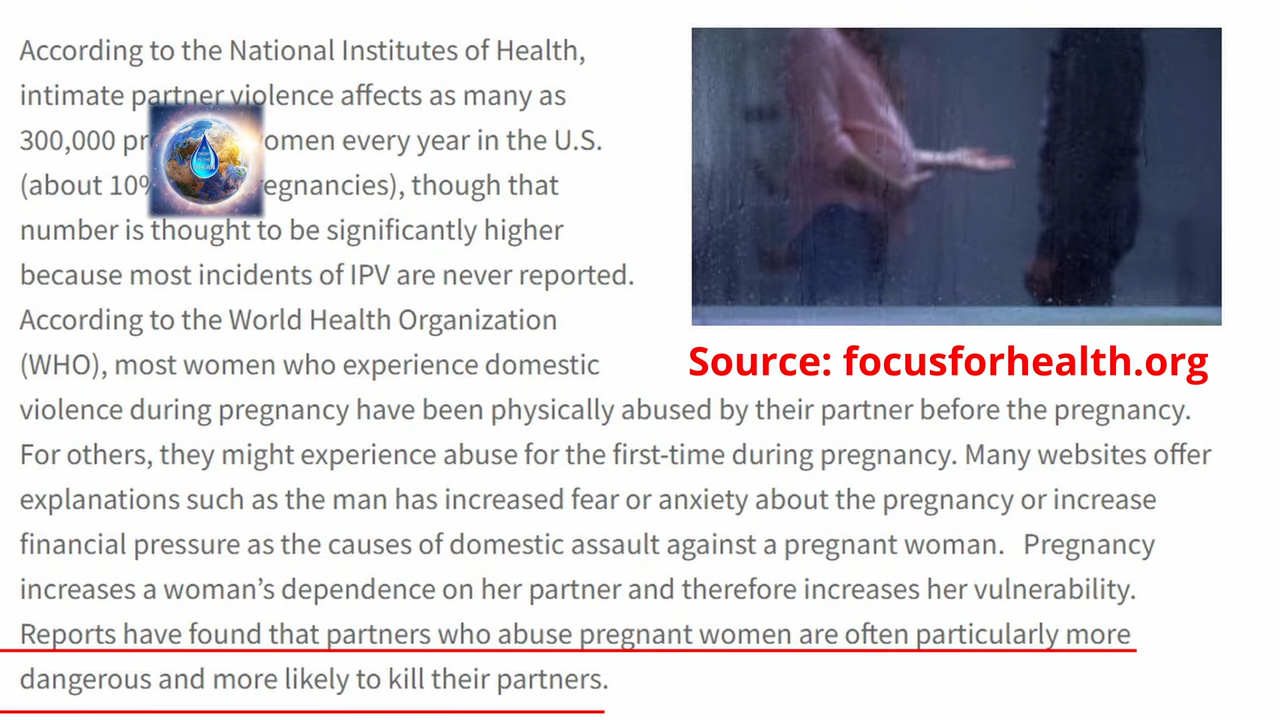 According to the National Institutes of Health,
intimate partner violence affects as many as
300,000 pr omen every year in the U.S.
(about 10% egnancies), though that
number is thought to be significantly higher
because most incidents of IPV are never reported.
According to the World Health Organization
(WHO), most women who experience domestic
violence during pregnancy have been physically abused by their partner before the pregnancy.
For others, they might experience abuse for the first-time during pregnancy. Many websites offer
explanations such as the man has increased fear or anxiety about the pregnancy or increase
financial pressure as the causes of domestic assault against a pregnant woman. Pregnancy
increases a woman’s dependence on her partner and therefore increases her vulnerability.
Reports have found that partners who abuse pregnant women are often particularly more
dangerous and more likely to kill their partners.
Source: focusforhealth.org